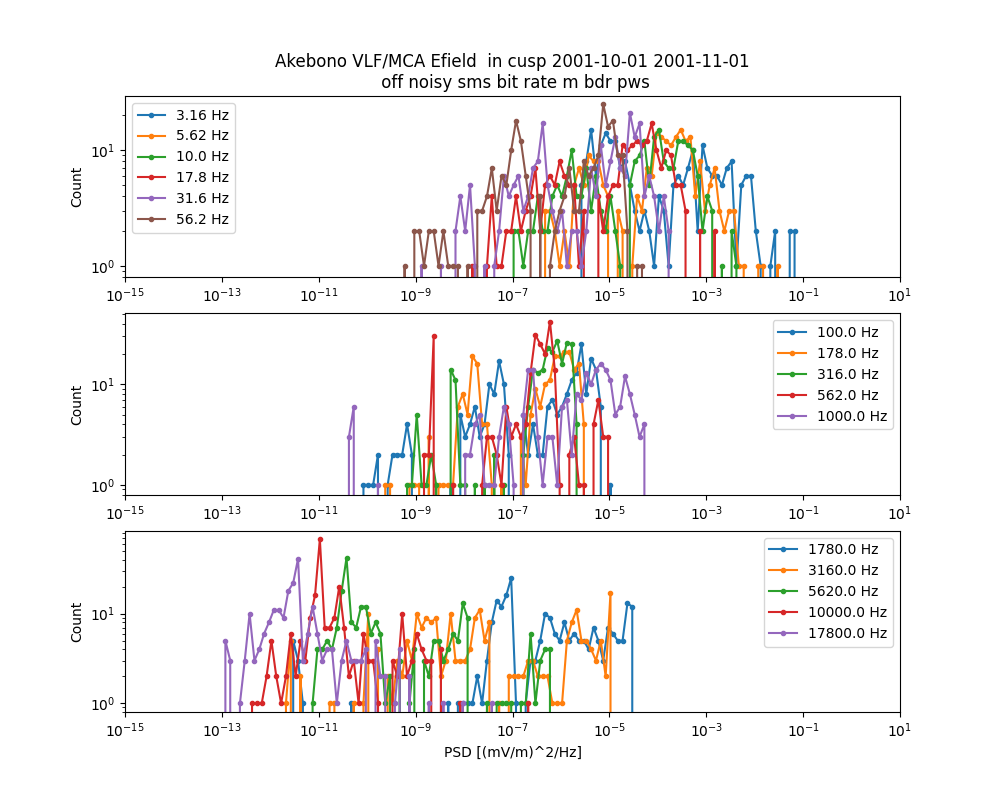 Akebono VLF/MCA Efield  in cusp 2001-10-01 2001-11-01
off noisy sms bit rate m bdr pws
Count
10^1
10^0
3.16 Hz
5.62 Hz
10.0 Hz
17.8 Hz
31.6 Hz
56.2 Hz
10^−15 10^−13 10^−11 10^−9 10^−7 10^−5 10^−3 10^−1 10^1
Count
10^1
10^0
100.0 Hz
178.0 Hz
316.0 Hz
562.0 Hz
1000.0 Hz
10^−15 10^−13 10^−11 10^−9 10^−7 10^−5 10^−3 10^−1 10^1
Count
10^1
10^0
1780.0 Hz
3160.0 Hz
5620.0 Hz
10000.0 Hz
17800.0 Hz
10^−15 10^−13 10^−11 10^−9 10^−7 10^−5 10^−3 10^−1 10^1
PSD [(mV/m)^2/Hz]